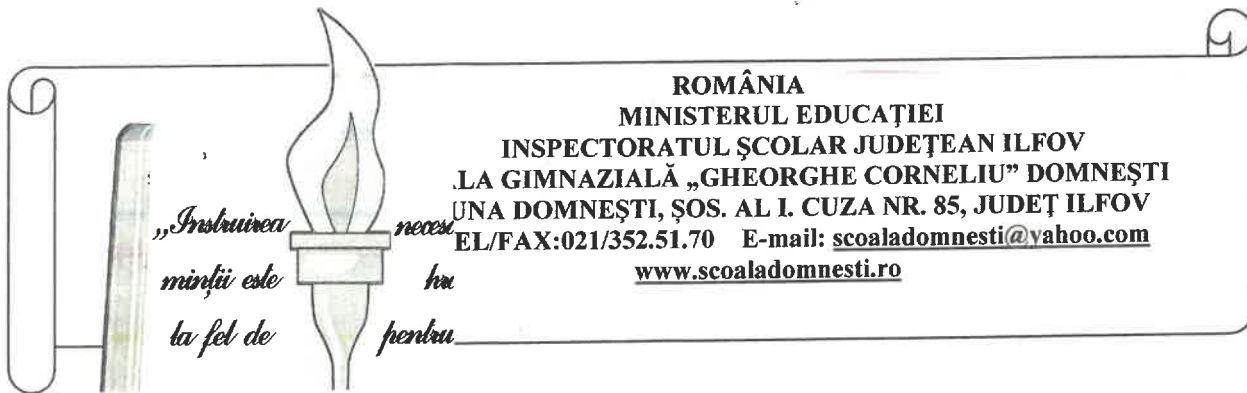 ROMÂNIA
MINISTERUL EDUCAŢIEI
INSPECTORATUL ŞCOLAR JUDEŢEAN ILFOV
LA GIMNAZIALĂ „GHEORGHE CORNELIU” DOMNEŞTI
UNA DOMNEŞTI, ŞOS. AL I. CUZA NR. 85, JUDEŢ ILFOV
EL/FAX:021/352.51.70 E-mail: scoaladomnesti@yahoo.com
www.scoaladomnesti.ro
„Instruirea
minţii este
la fel de
pentru